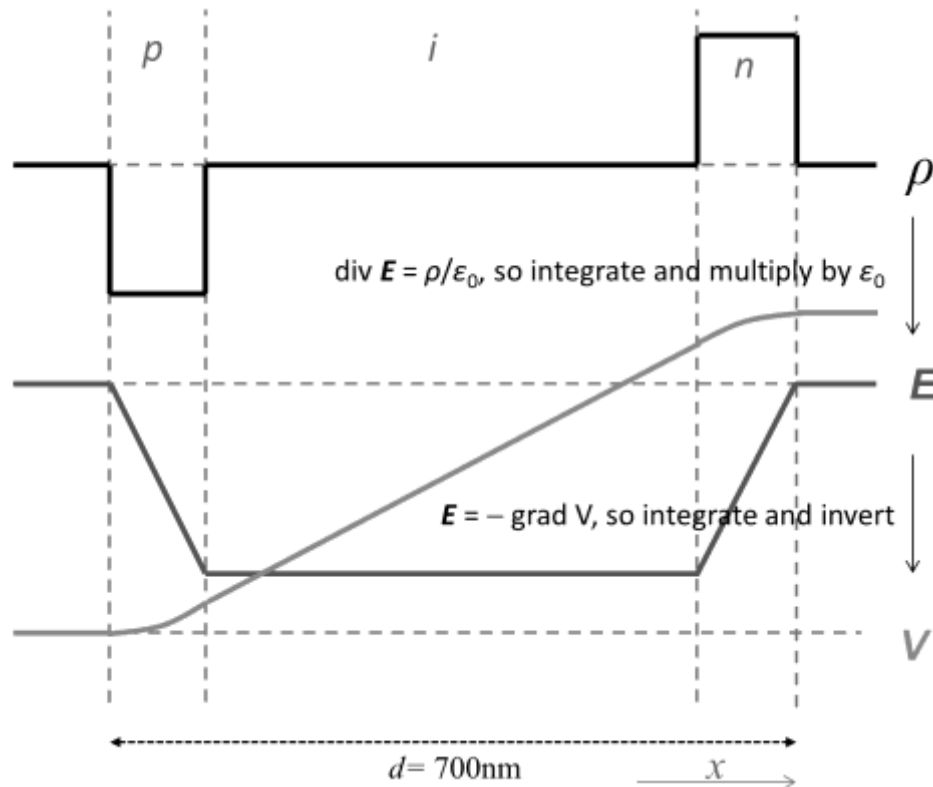 p i n
ρ
div E = ρ/ε₀, so integrate and multiply by ε₀
E
E = – grad V, so integrate and invert
V
d= 700nm
x